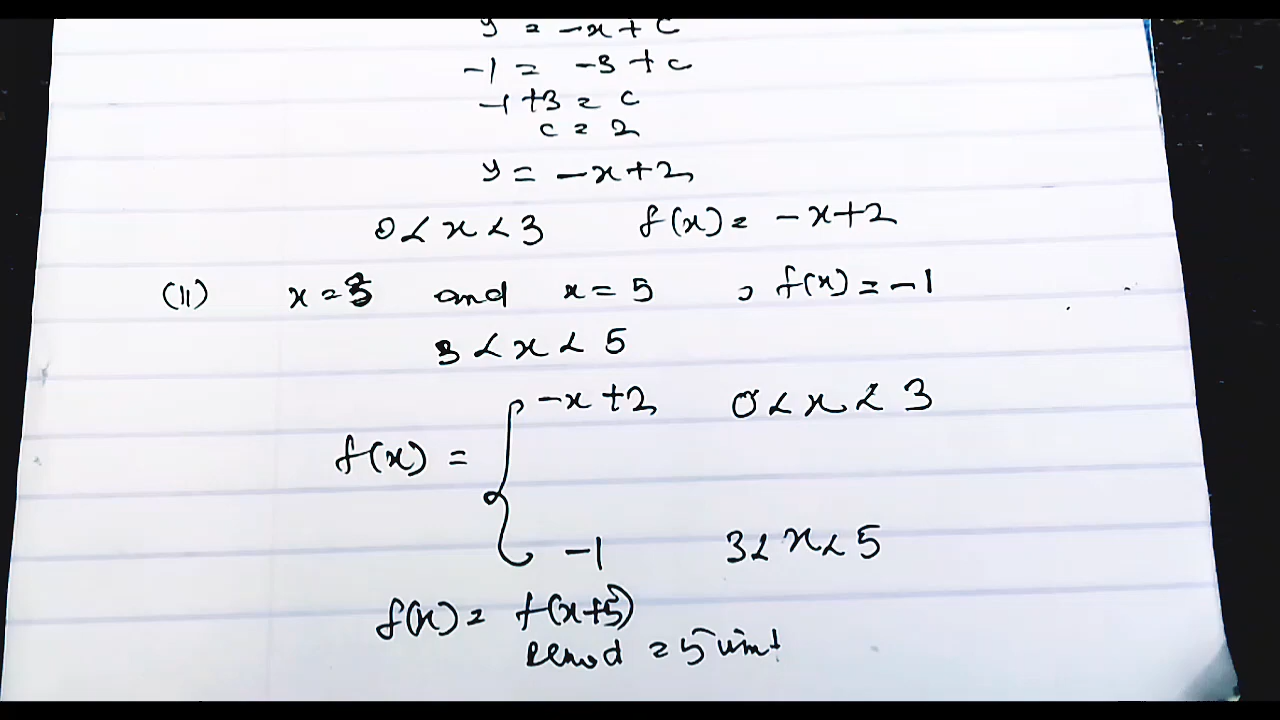 y = -x + C
-1 = -3 + c
-1 + 3 = c
c = 2
y = -x + 2
0 < x < 3 f(x) = -x + 2
(II) x = 3 and x = 5 , f(x) = -1
3 < x < 5
-x + 2 0 < x < 3
f(x) = {
-1 3 < x < 5
f(x) = f(x+5)
Period = 5 unit